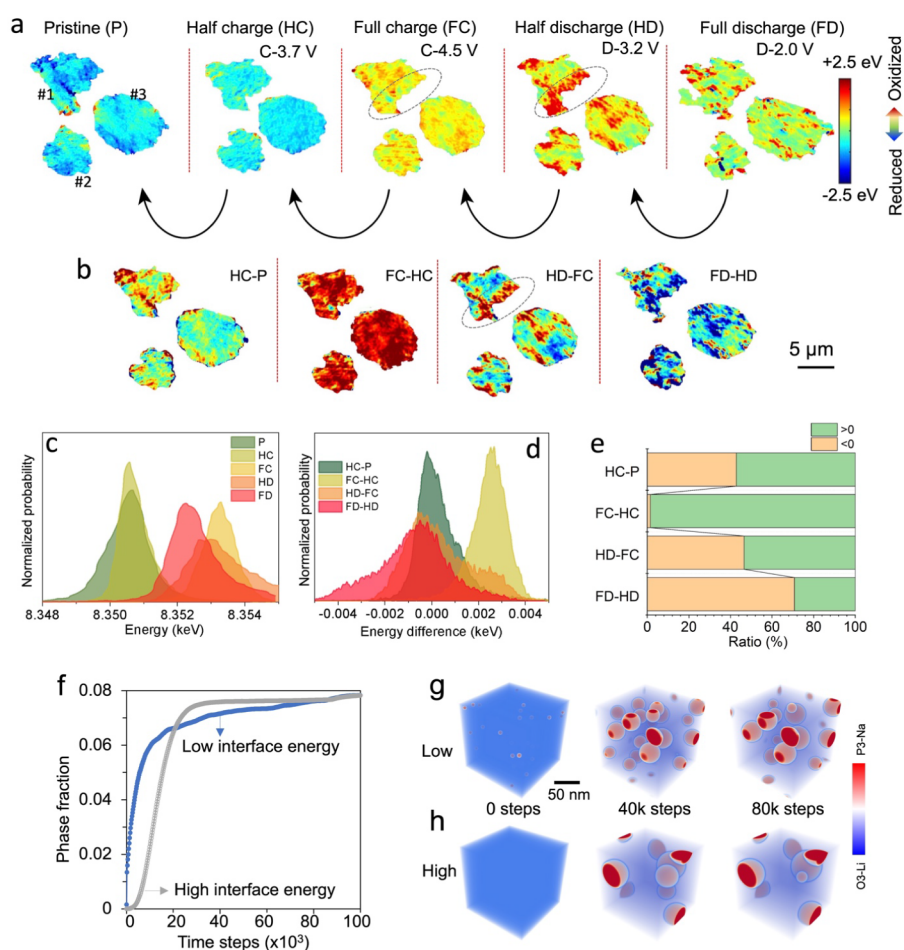 a
Pristine (P)
Half charge (HC)
C-3.7 V
Full charge (FC)
C-4.5 V
Half discharge (HD)
D-3.2 V
Full discharge (FD)
D-2.0 V
#1
#3
#2
+2.5 eV
-2.5 eV
Oxidized
Reduced
b
HC-P
FC-HC
HD-FC
FD-HD
5 μm
c
P
HC
FC
HD
FD
Normalized probability
8.348
8.350
8.352
8.354
Energy (keV)
d
HC-P
FC-HC
HD-FC
FD-HD
Normalized probability
-0.004
-0.002
0.000
0.002
0.004
Energy difference (keV)
e
>0
<0
HC-P
FC-HC
HD-FC
FD-HD
0
20
40
60
80
100
Ratio (%)
f
0.08
0.06
0.04
0.02
0
Phase fraction
Low interface energy
High interface energy
0
20
40
60
80
100
Time steps (x10³)
g
Low
50 nm
0 steps
40k steps
80k steps
h
High
P3-Na
O3-Li